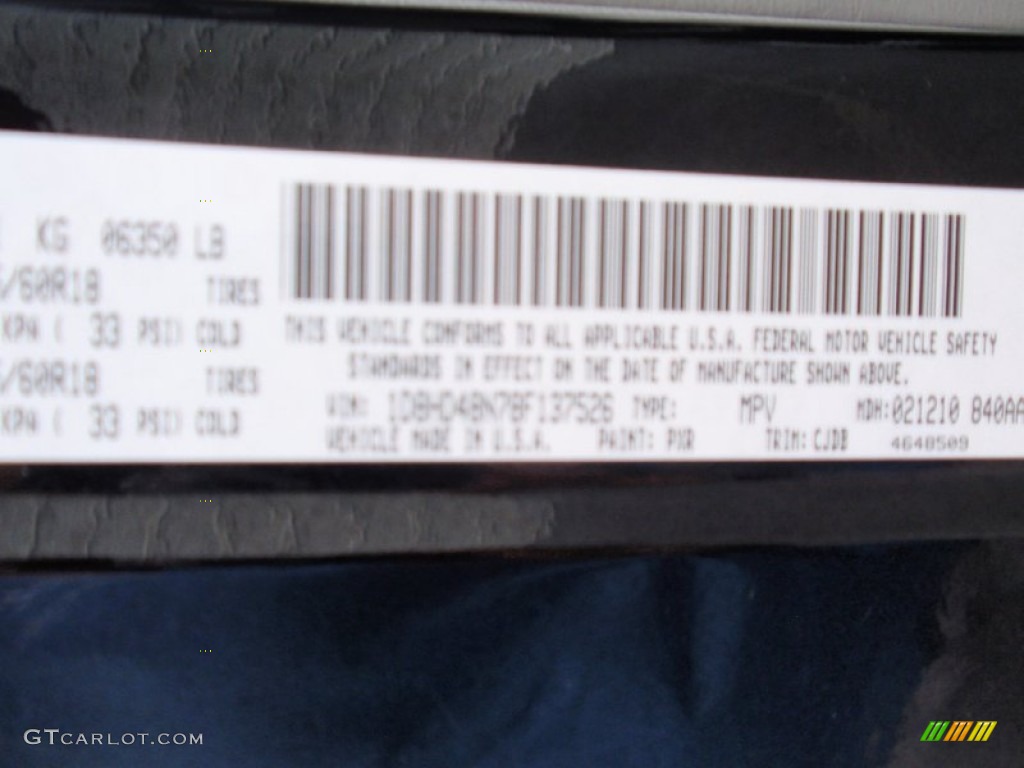 KG 06350 LB
/60R18 TIRES
KPA ( 33 PSI) COLD
/60R18 TIRES
KPA ( 33 PSI) COLD
THIS VEHICLE CONFORMS TO ALL APPLICABLE U.S.A. FEDERAL MOTOR VEHICLE SAFETY
STANDARDS IN EFFECT ON THE DATE OF MANUFACTURE SHOWN ABOVE.
VIN: 1D8HD48N78F137526 TYPE: MPV MDH:021210 840AA
VEHICLE MADE IN U.S.A. PAINT: PXR TRIM: CJDB 4648509
GTCARLOT.COM